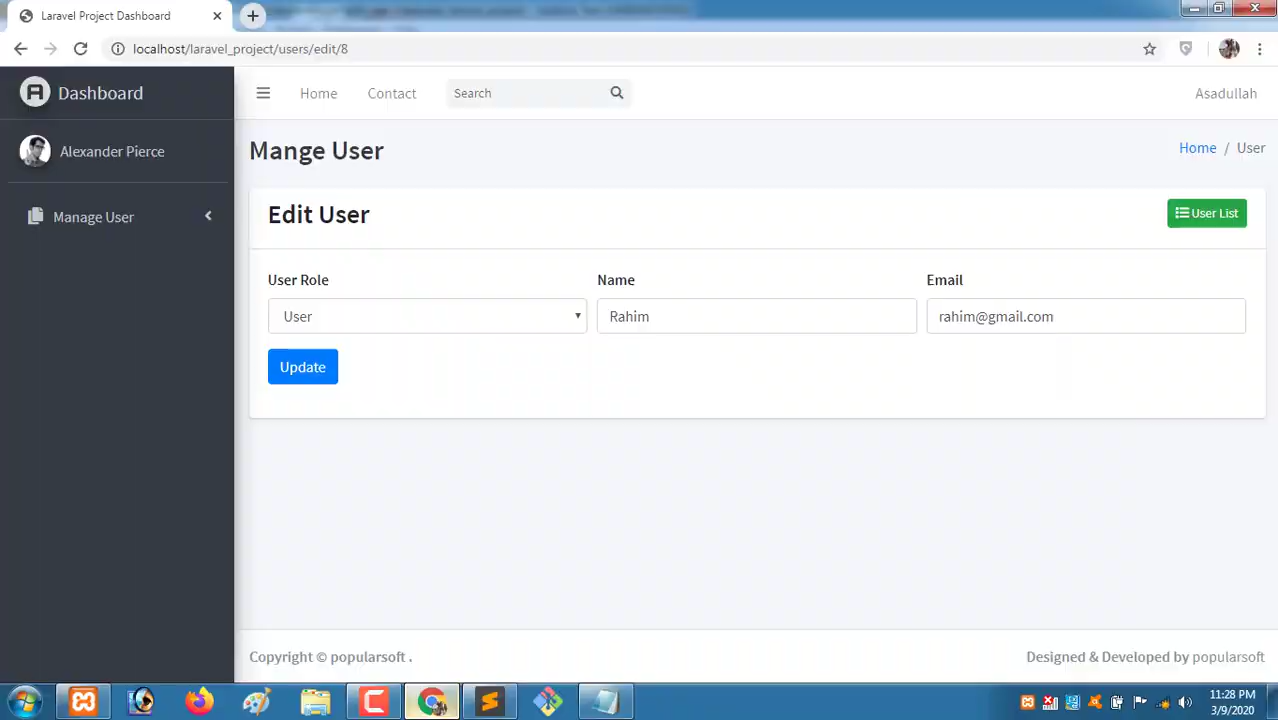 Laravel Project Dashboard
localhost/laravel_project/users/edit/8
Dashboard
Home
Contact
Search
Asadullah
Alexander Pierce
Manage User
Mange User
Home / User
Edit User
User List
User Role
Name
Email
User
Rahim
rahim@gmail.com
Update
Copyright © popularsoft .
Designed & Developed by popularsoft
11:28 PM
3/9/2020